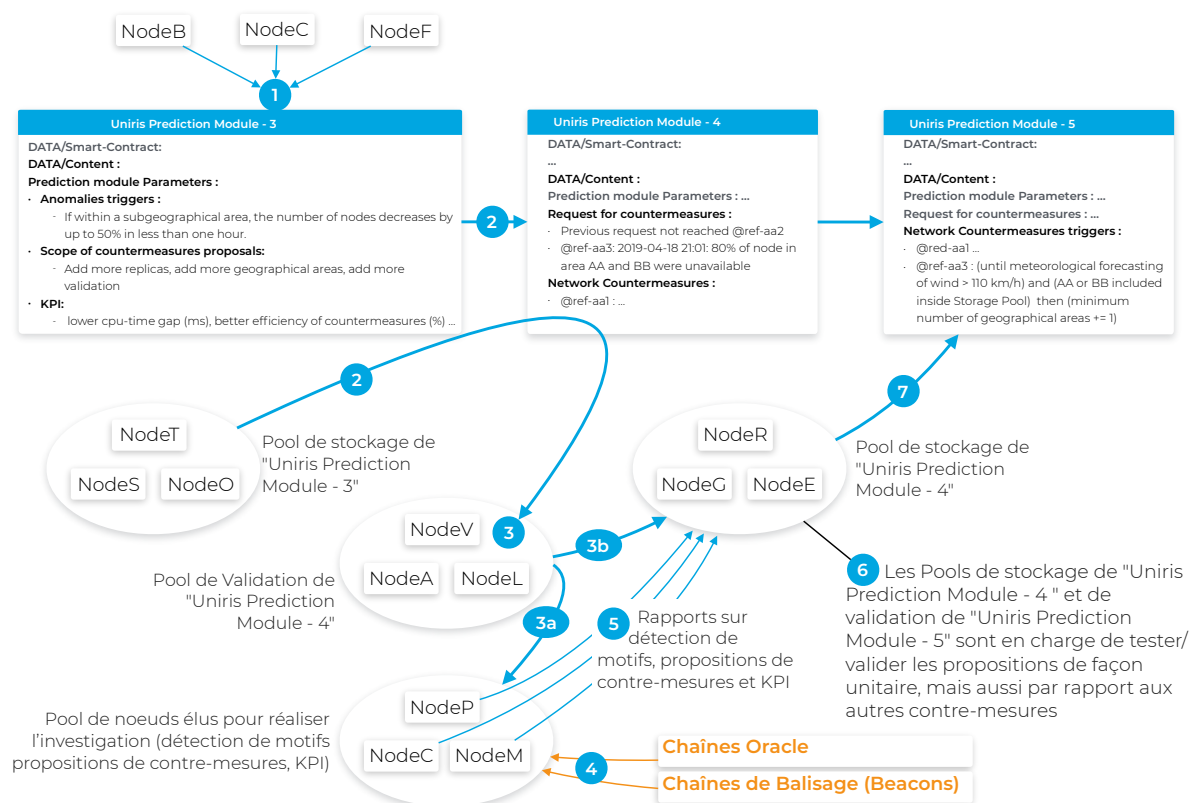 NodeB
NodeC
NodeF
1
Uniris Prediction Module - 3
DATA/Smart-Contract:
DATA/Content :
Prediction module Parameters :
· Anomalies triggers :
- If within a subgeographical area, the number of nodes decreases by
up to 50% in less than one hour.
· Scope of countermeasures proposals:
- Add more replicas, add more geographical areas, add more
validation
· KPI:
- lower cpu-time gap (ms), better efficiency of countermeasures (%) ...
2
Uniris Prediction Module - 4
DATA/Smart-Contract:
...
DATA/Content :
Prediction module Parameters : ...
Request for countermeasures :
· Previous request not reached @ref-aa2
· @ref-aa3: 2019-04-18 21:01: 80% of node in
area AA and BB were unavailable
Network Countermeasures :
· @ref-aa1 : ...
Uniris Prediction Module - 5
DATA/Smart-Contract:
...
DATA/Content :
Prediction module Parameters : ...
Request for countermeasures : ...
Network Countermeasures triggers :
· @red-aa1 ...
· @ref-aa3 : (until meteorological forecasting
of wind > 110 km/h) and (AA or BB included
inside Storage Pool) then (minimum
number of geographical areas += 1)
2
NodeT
NodeS
NodeO
Pool de stockage de
"Uniris Prediction
Module - 3"
7
NodeR
NodeG
NodeE
Pool de stockage de
"Uniris Prediction
Module - 4"
NodeV
3
NodeA
NodeL
3b
Pool de Validation de
"Uniris Prediction
Module - 4"
3a
5 Rapports sur
détection de
motifs, propositions de
contre-mesures et KPI
6 Les Pools de stockage de "Uniris
Prediction Module - 4 " et de
validation de "Uniris Prediction
Module - 5" sont en charge de tester/
valider les propositions de façon
unitaire, mais aussi par rapport aux
autres contre-mesures
NodeP
NodeC
NodeM
Pool de noeuds élus pour réaliser
l'investigation (détection de motifs
propositions de contre-mesures, KPI)
4
Chaînes Oracle
Chaînes de Balisage (Beacons)